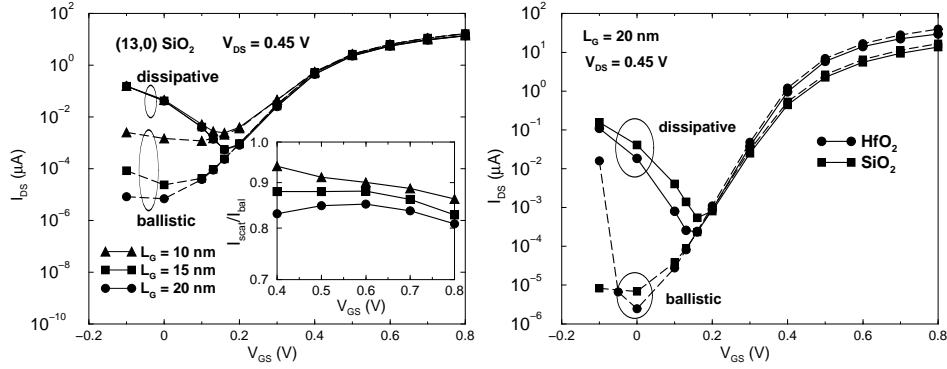 (13,0) SiO2 V_DS = 0.45 V
dissipative
ballistic
L_G = 10 nm
L_G = 15 nm
L_G = 20 nm
I_DS (μA)
10^2
10^0
10^−2
10^−4
10^−6
10^−8
10^−10
−0.2 0 0.2 0.4 0.6 0.8
V_GS (V)
I_scat/I_bal
1.0
0.9
0.8
0.7
0.4 0.5 0.6 0.7 0.8
V_GS (V)
L_G = 20 nm
V_DS = 0.45 V
dissipative
HfO2
SiO2
ballistic
I_DS (μA)
10^2
10^1
10^0
10^−1
10^−2
10^−3
10^−4
10^−5
10^−6
−0.2 0 0.2 0.4 0.6 0.8
V_GS (V)